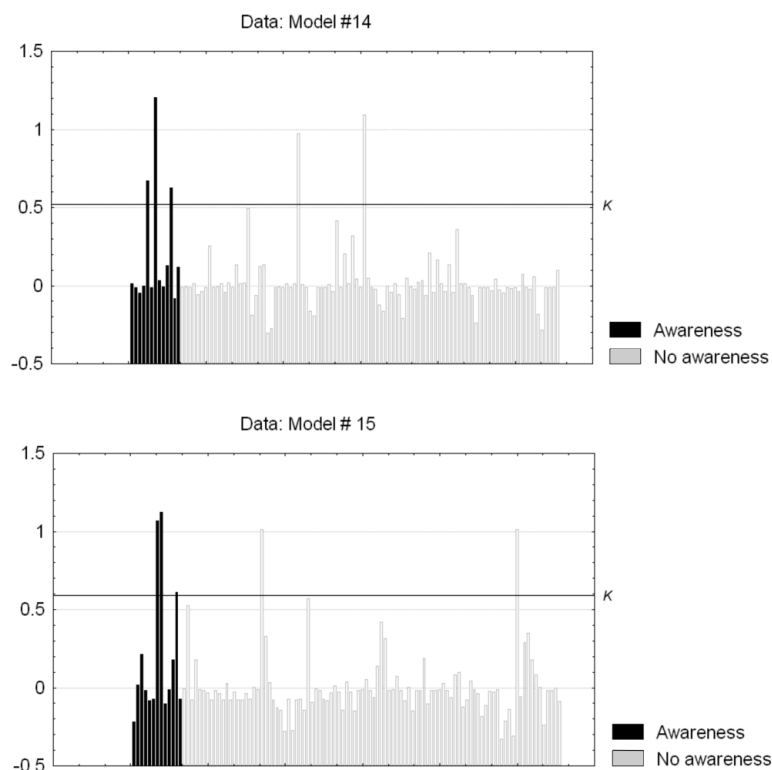 Data: Model #14
1.5
1
0.5
K
0
-0.5
Awareness
No awareness
Data: Model # 15
1.5
1
0.5
K
0
-0.5
Awareness
No awareness